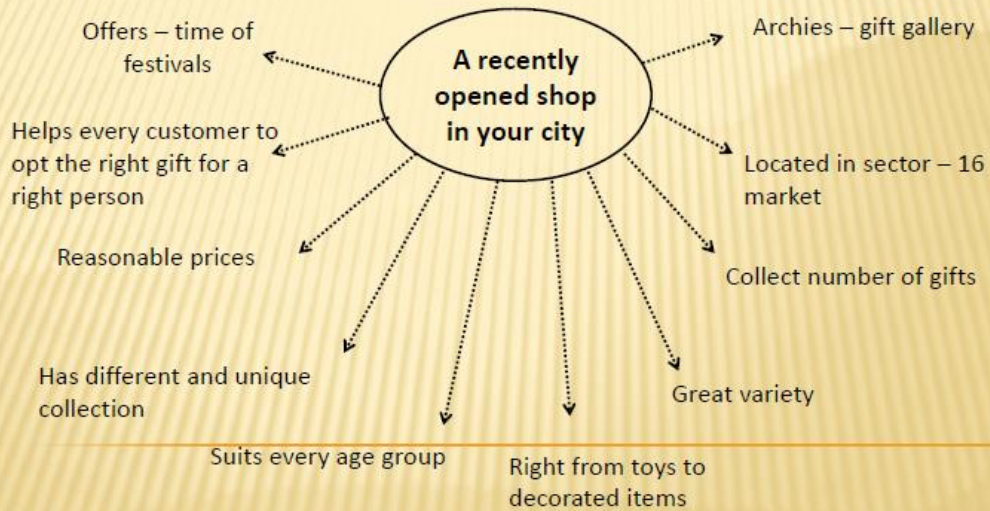 A recently
opened shop
in your city
Archies – gift gallery
Located in sector – 16
market
Collect number of gifts
Great variety
Right from toys to
decorated items
Suits every age group
Has different and unique
collection
Reasonable prices
Helps every customer to
opt the right gift for a
right person
Offers – time of
festivals